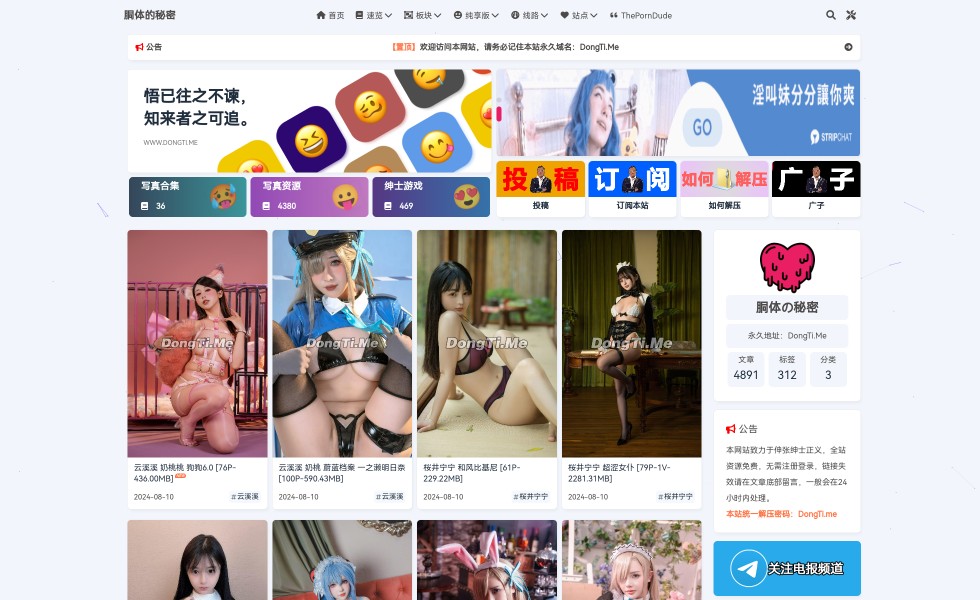 胴体的秘密
首页
速览
板块
纯享版
线路
站点
ThePornDude
公告
【置顶】欢迎访问本网站，请务必记住本站永久域名：DongTi.Me
悟已往之不谏，
知来者之可追。
WWW.DONGTI.ME
淫叫妹分分讓你爽
GO
STRIPCHAT
写真合集
36
写真资源
4380
绅士游戏
469
投稿
订阅
如何解压
广子
投稿
订阅本站
如何解压
广子
DongTi.Me
DongTi.Me
DongTi.Me
DongTi.Me
云溪溪 奶桃桃 狗狗6.0 [76P-
436.00MB]
2024-08-10
#云溪溪
云溪溪 奶桃 蔚蓝档案 一之濑明日奈
[100P-590.43MB]
2024-08-10
#云溪溪
桜井宁宁 和风比基尼 [61P-
229.22MB]
2024-08-10
#桜井宁宁
桜井宁宁 超涩女仆 [79P-1V-
2281.31MB]
2024-08-10
#桜井宁宁
胴体の秘密
永久地址：DongTi.Me
文章
4891
标签
312
分类
3
公告
本网站致力于伸张绅士正义，全站
资源免费，无需注册登录，链接失
效请在文章底部留言，一般会在24
小时内处理。
本站统一解压密码：DongTi.me
关注电报频道